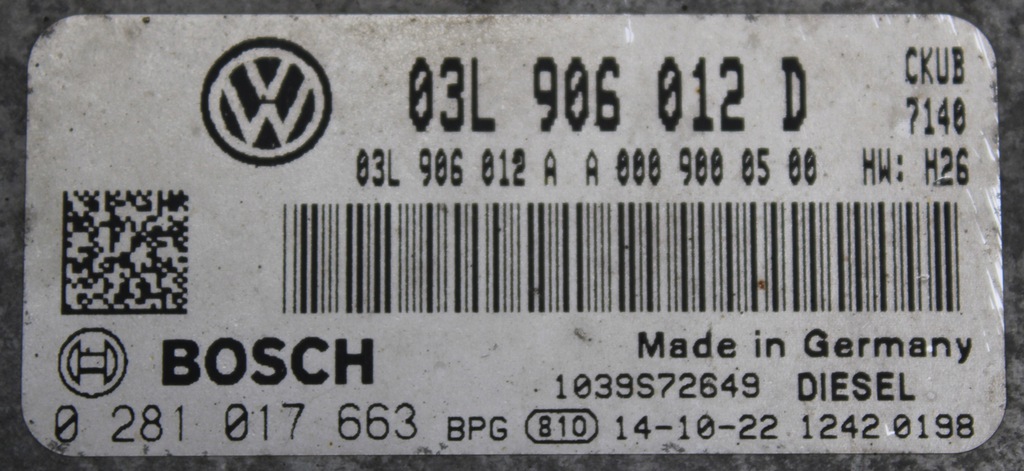 03L 906 012 D
CKUB
7140
03L 906 012 A A 000 900 05 00 HW: H26
BOSCH
Made in Germany
1039S72649 DIESEL
0 281 017 663 BPG 810 14-10-22 1242 0198